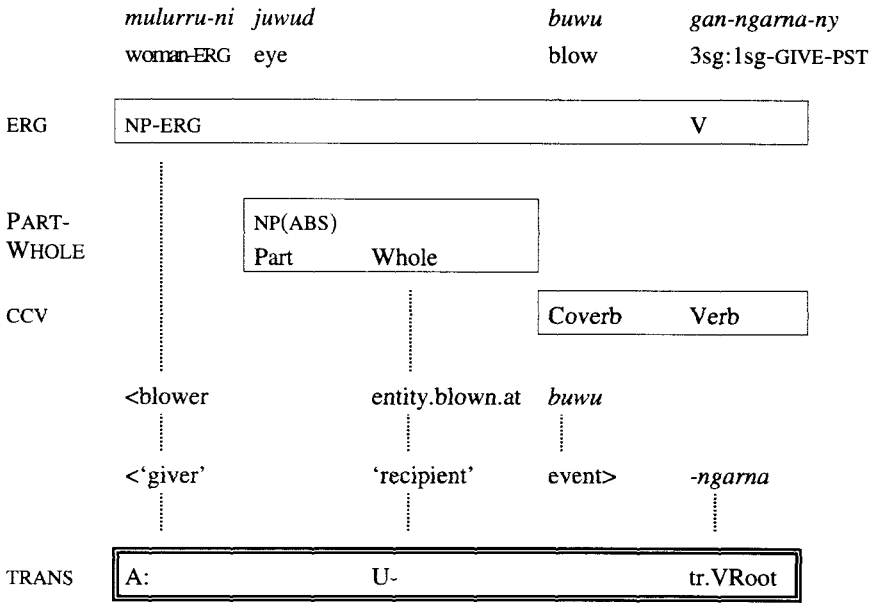 mulurru-ni juwud buwu gan-ngarna-ny
woman-ERG eye blow 3sg:1sg-GIVE-PST
ERG NP-ERG V
PART- NP(ABS)
WHOLE Part Whole
CCV Coverb Verb
<blower entity.blown.at buwu
<‘giver’ ‘recipient’ event> -ngarna
TRANS A: U- tr.VRoot